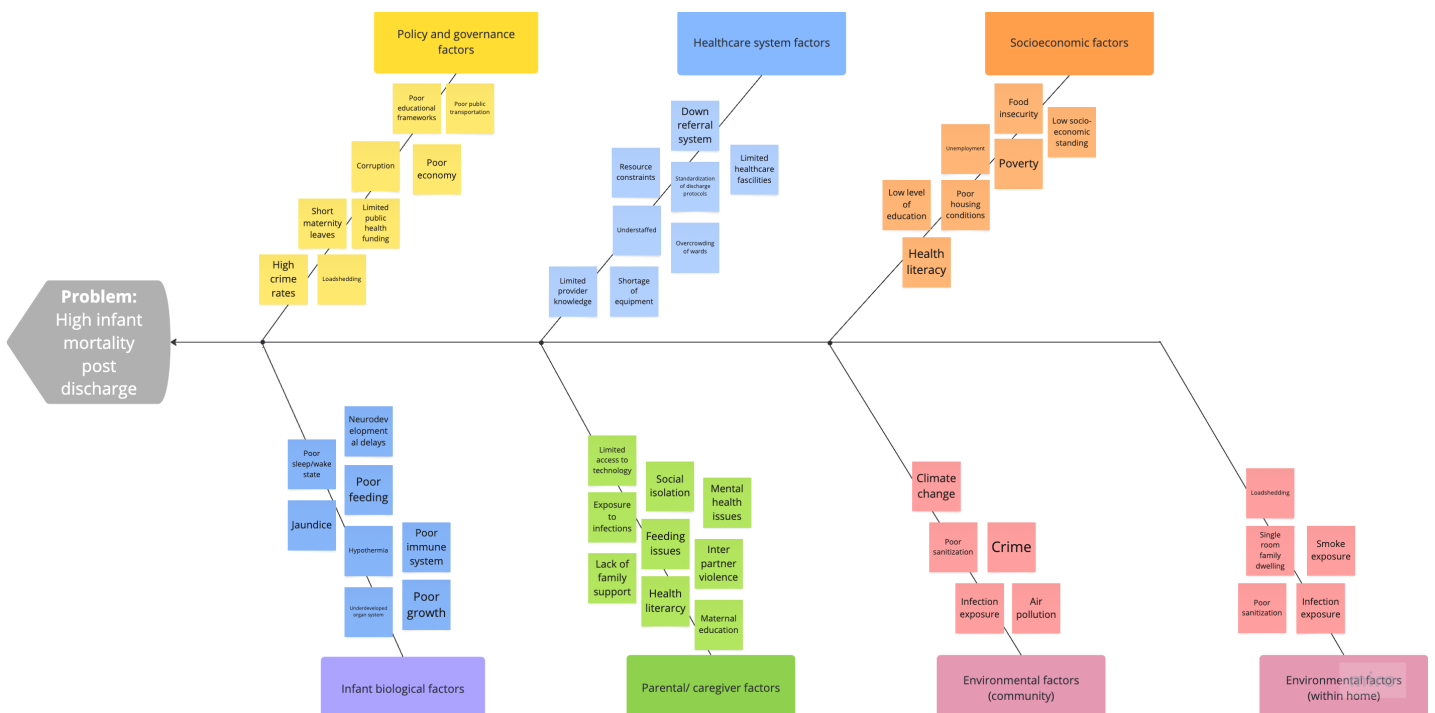 Policy and governance
factors
Healthcare system factors
Socioeconomic factors
Poor
educational
frameworks
Poor public
transportation
Corruption
Poor
economy
Short
maternity
leaves
Limited
public
health
funding
High
crime
rates
Loadshedding
Down
referral
system
Resource
constraints
Standardization
of discharge
protocols
Limited
healthcare
fascilities
Understaffed
Overcrowding
of wards
Limited
provider
knowledge
Shortage
of
equipment
Food
insecurity
Low socio-
economic
standing
Unemployment
Poverty
Low level
of
education
Poor
housing
conditions
Health
literacy
Problem:
High infant
mortality
post
discharge
Neurodev
elopment
al delays
Poor
sleep/wake
state
Poor
feeding
Jaundice
Hypothermia
Poor
immune
system
Underdeveloped
organ system
Poor
growth
Limited
access to
technology
Social
isolation
Mental
health
issues
Exposure
to
infections
Feeding
issues
Inter
partner
violence
Lack of
family
support
Health
literarcy
Maternal
education
Climate
change
Poor
sanitization
Crime
Infection
exposure
Air
pollution
Loadshedding
Single
room
family
dwelling
Smoke
exposure
Poor
sanitization
Infection
exposure
Infant biological factors
Parental/ caregiver factors
Environmental factors
(community)
Environmental factors
(within home)